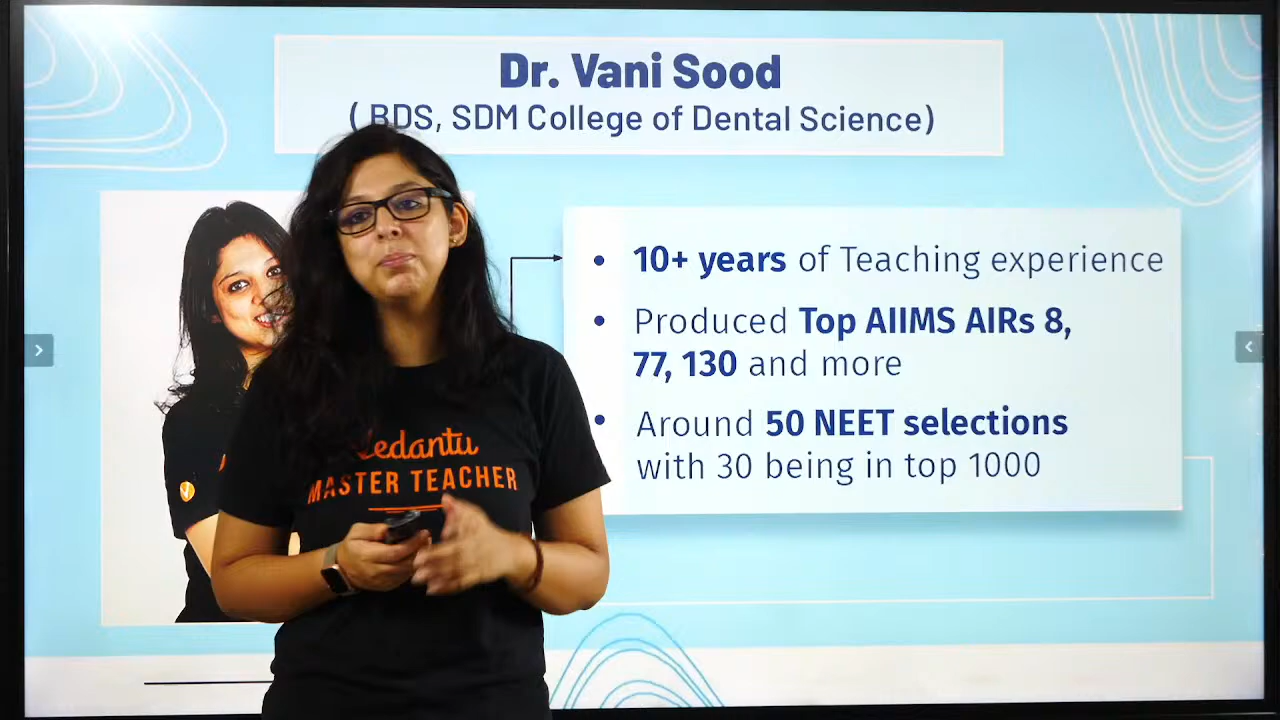 Dr. Vani Sood
( BDS, SDM College of Dental Science)
• 10+ years of Teaching experience
• Produced Top AIIMS AIRs 8,
77, 130 and more
• Around 50 NEET selections
with 30 being in top 1000
Vedantu
MASTER TEACHER